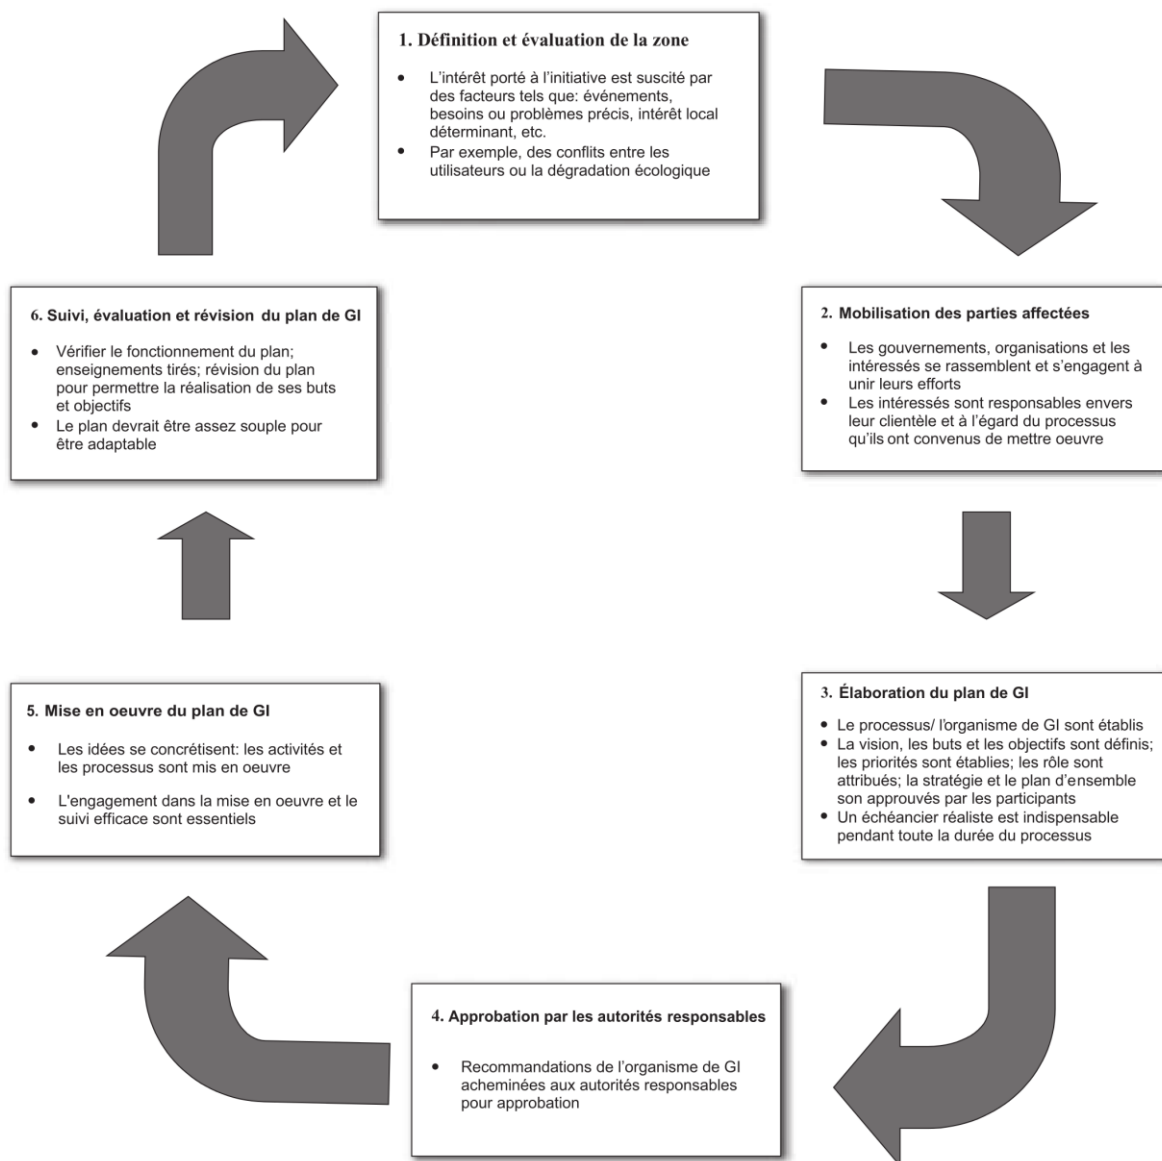 1. Définition et évaluation de la zone
• L'intérêt porté à l'initiative est suscité par
des facteurs tels que: événements,
besoins ou problèmes précis, intérêt local
déterminant, etc.
• Par exemple, des conflits entre les
utilisateurs ou la dégradation écologique
2. Mobilisation des parties affectées
• Les gouvernements, organisations et les
intéressés se rassemblent et s'engagent à
unir leurs efforts
• Les intéressés sont responsables envers
leur clientèle et à l'égard du processus
qu'ils ont convenus de mettre oeuvre
3. Élaboration du plan de GI
• Le processus/ l'organisme de GI sont établis
• La vision, les buts et les objectifs sont définis;
les priorités sont établies; les rôle sont
attribués; la stratégie et le plan d'ensemble
son approuvés par les participants
• Un échéancier réaliste est indispensable
pendant toute la durée du processus
4. Approbation par les autorités responsables
• Recommandations de l'organisme de GI
acheminées aux autorités responsables
pour approbation
5. Mise en oeuvre du plan de GI
• Les idées se concrétisent: les activités et
les processus sont mis en oeuvre
• L'engagement dans la mise en oeuvre et le
suivi efficace sont essentiels
6. Suivi, évaluation et révision du plan de GI
• Vérifier le fonctionnement du plan;
enseignements tirés; révision du plan
pour permettre la réalisation de ses buts
et objectifs
• Le plan devrait être assez souple pour
être adaptable